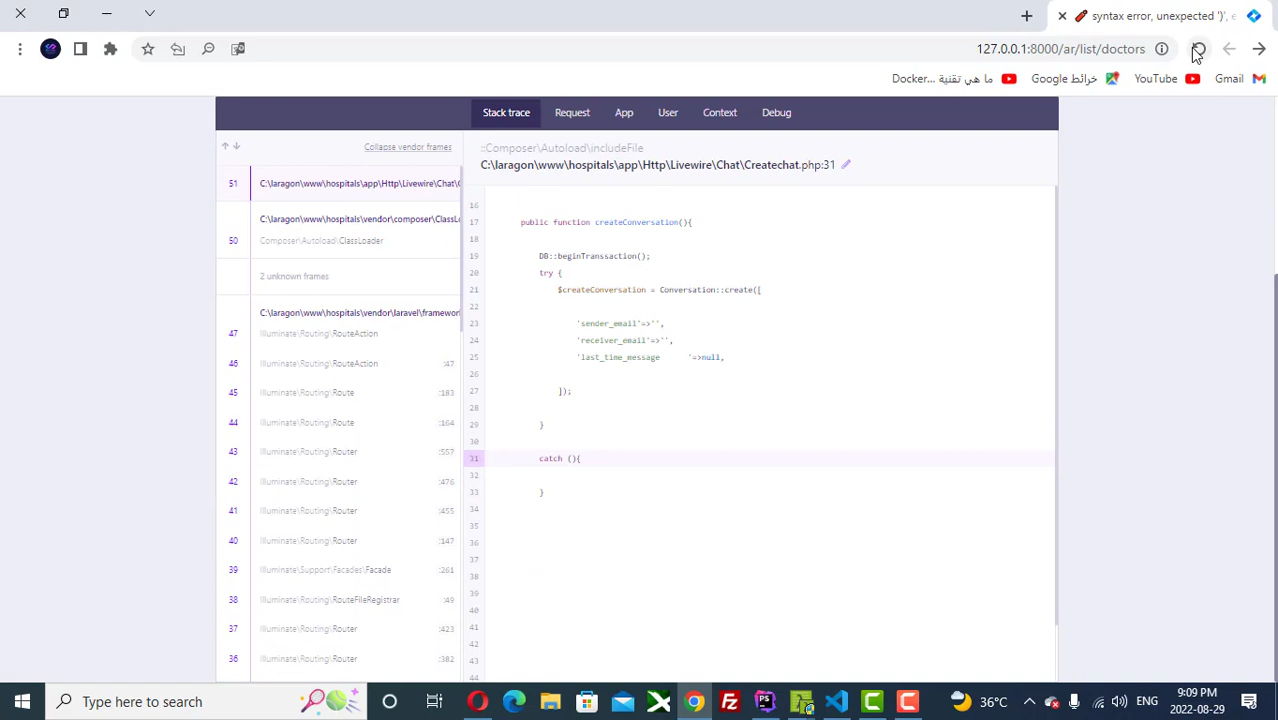 syntax error, unexpected ')', e
127.0.0.1:8000/ar/list/doctors
Docker... ما هي تقنية
خرائط Google
YouTube
Gmail
Stack trace
Request
App
User
Context
Debug
Collapse vendor frames
51
C:\laragon\www\hospitals\app\Http\Livewire\Chat\C
C:\laragon\www\hospitals\vendor\composer\ClassLo
50
Composer\Autoload\ClassLoader
2 unknown frames
C:\laragon\www\hospitals\vendor\laravel\framewor
47
Illuminate\Routing\RouteAction
46
Illuminate\Routing\RouteAction
:47
45
Illuminate\Routing\Route
:183
44
Illuminate\Routing\Route
:164
43
Illuminate\Routing\Router
:557
42
Illuminate\Routing\Router
:476
41
Illuminate\Routing\Router
:455
40
Illuminate\Routing\Router
:147
39
Illuminate\Support\Facades\Facade
:261
38
Illuminate\Routing\RouteFileRegistrar
:49
37
Illuminate\Routing\Router
:423
36
Illuminate\Routing\Router
:382
::Composer\Autoload\includeFile
C:\laragon\www\hospitals\app\Http\Livewire\Chat\Createchat.php:31
16
17 public function createConversation(){
18
19 DB::beginTranssaction();
20 try {
21 $createConversation = Conversation::create([
22
23 'sender_email'=>'',
24 'receiver_email'=>'',
25 'last_time_message '=>null,
26
27 ]);
28
29 }
30
31 catch (){
32
33 }
34
35
36
37
38
39
40
41
42
43
44
Type here to search
36°C
ENG
9:09 PM
2022-08-29